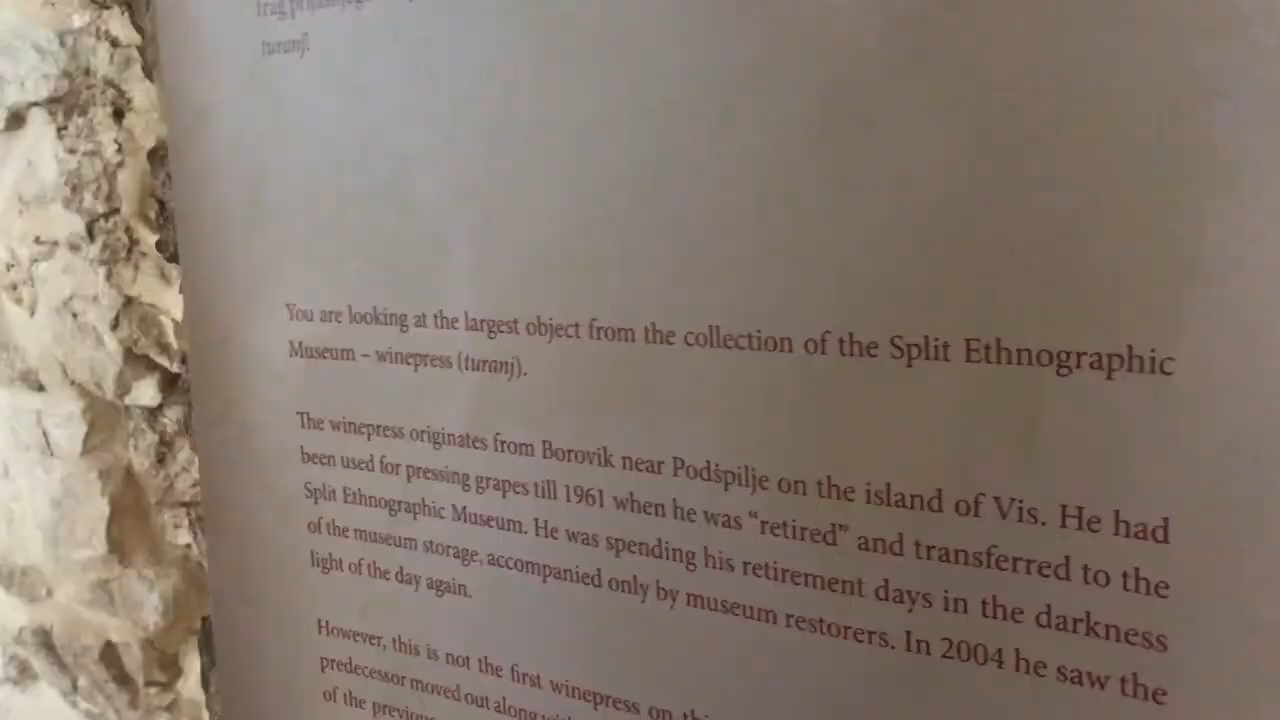 turanj!
You are looking at the largest object from the collection of the Split Ethnographic
Museum – winepress (turanj).
The winepress originates from Borovik near Podšpilje on the island of Vis. He had
been used for pressing grapes till 1961 when he was “retired” and transferred to the
Split Ethnographic Museum. He was spending his retirement days in the darkness
of the museum storage, accompanied only by museum restorers. In 2004 he saw the
light of the day again.
However, this is not the first winepress on
predecessor moved out along
of the previous